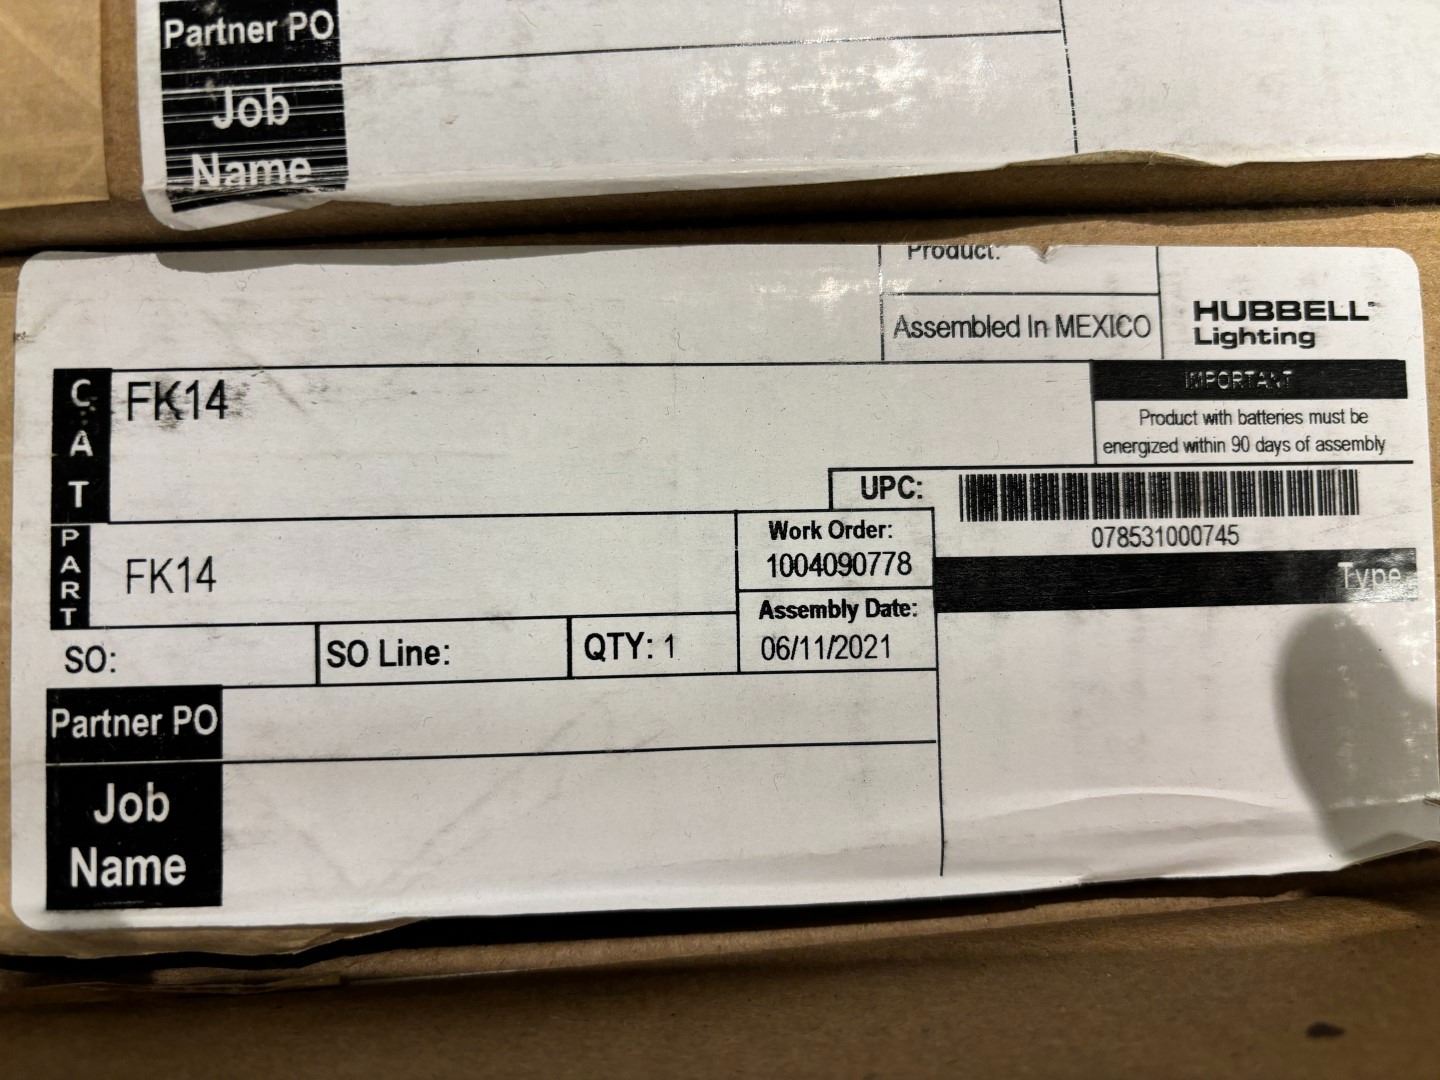 Partner PO
Job
Name
Product:
Assembled In MEXICO
HUBBELL
Lighting
CAT
FK14
IMPORTANT
Product with batteries must be
energized within 90 days of assembly
UPC:
078531000745
PART
FK14
Work Order:
1004090778
Type
Assembly Date:
06/11/2021
SO:
SO Line:
QTY: 1
Partner PO
Job
Name